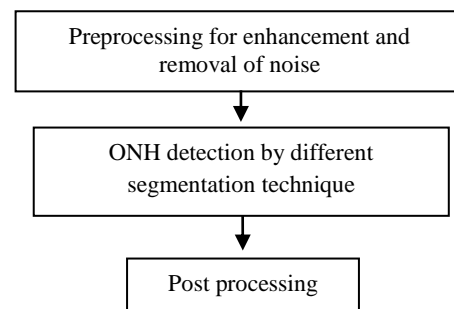 Preprocessing for enhancement and
removal of noise
ONH detection by different
segmentation technique
Post processing